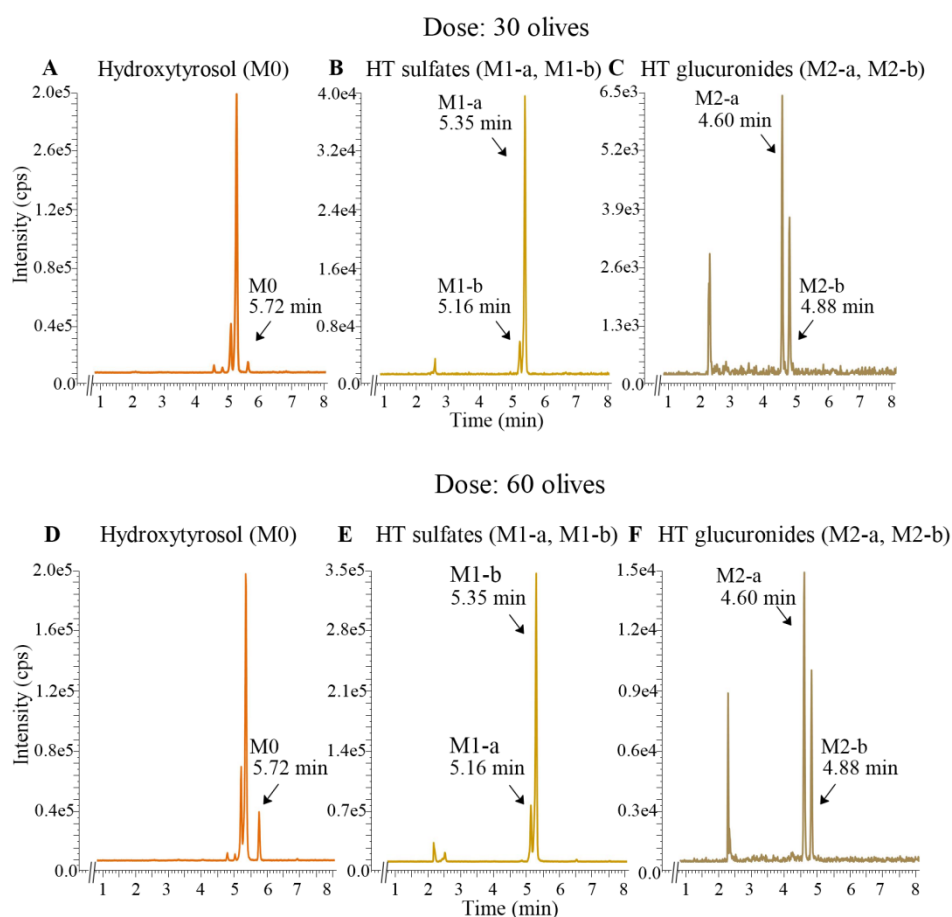 Dose: 30 olives
A Hydroxytyrosol (M0) B HT sulfates (M1-a, M1-b) C HT glucuronides (M2-a, M2-b)
Intensity (cps)
2.0e5
2.6e5
1.2e5
0.8e5
0.4e5
0.0
M0
5.72 min
1 2 3 4 5 6 7 8
4.0e4
3.2e4
2.4e4
1.6e4
0.8e4
0.0
M1-a
5.35 min
M1-b
5.16 min
1 2 3 4 5 6 7 8
Time (min)
6.5e3
5.2e3
3.9e3
2.6e3
1.3e3
0.0
M2-a
4.60 min
M2-b
4.88 min
1 2 3 4 5 6 7 8
Dose: 60 olives
D Hydroxytyrosol (M0) E HT sulfates (M1-a, M1-b) F HT glucuronides (M2-a, M2-b)
Intensity (cps)
2.0e5
1.6e5
1.2e5
0.8e5
0.4e5
0.0
M0
5.72 min
1 2 3 4 5 6 7 8
3.5e5
2.8e5
2.1e5
1.4e5
0.7e5
0.0
M1-b
5.35 min
M1-a
5.16 min
1 2 3 4 5 6 7 8
Time (min)
1.5e4
1.2e4
0.9e4
0.6e4
0.3e4
0.0
M2-a
4.60 min
M2-b
4.88 min
1 2 3 4 5 6 7 8